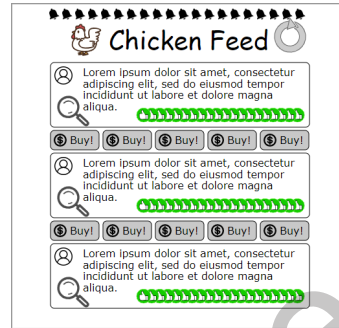 Chicken Feed
Lorem ipsum dolor sit amet, consectetur
adipiscing elit, sed do eiusmod tempor
incididunt ut labore et dolore magna
aliqua.
$ Buy! $ Buy! $ Buy! $ Buy! $ Buy!
Lorem ipsum dolor sit amet, consectetur
adipiscing elit, sed do eiusmod tempor
incididunt ut labore et dolore magna
aliqua.
$ Buy! $ Buy! $ Buy! $ Buy! $ Buy!
Lorem ipsum dolor sit amet, consectetur
adipiscing elit, sed do eiusmod tempor
incididunt ut labore et dolore magna
aliqua.